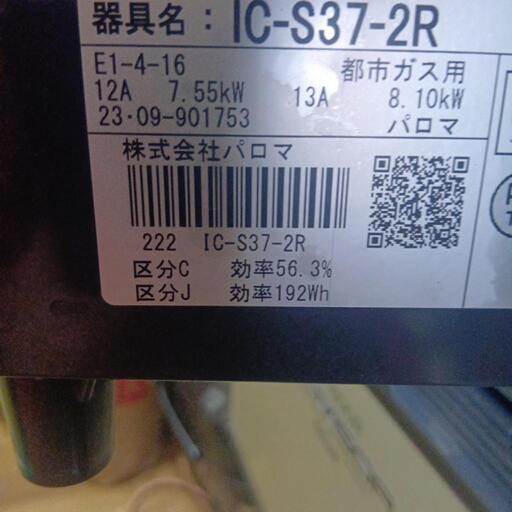 器具名：IC-S37-2R
E1-4-16 都市ガス用
12A 7.55kW 13A 8.10kW
23・09-901753 パロマ
株式会社パロマ
222 IC-S37-2R
区分C 効率56.3%
区分J 効率192Wh